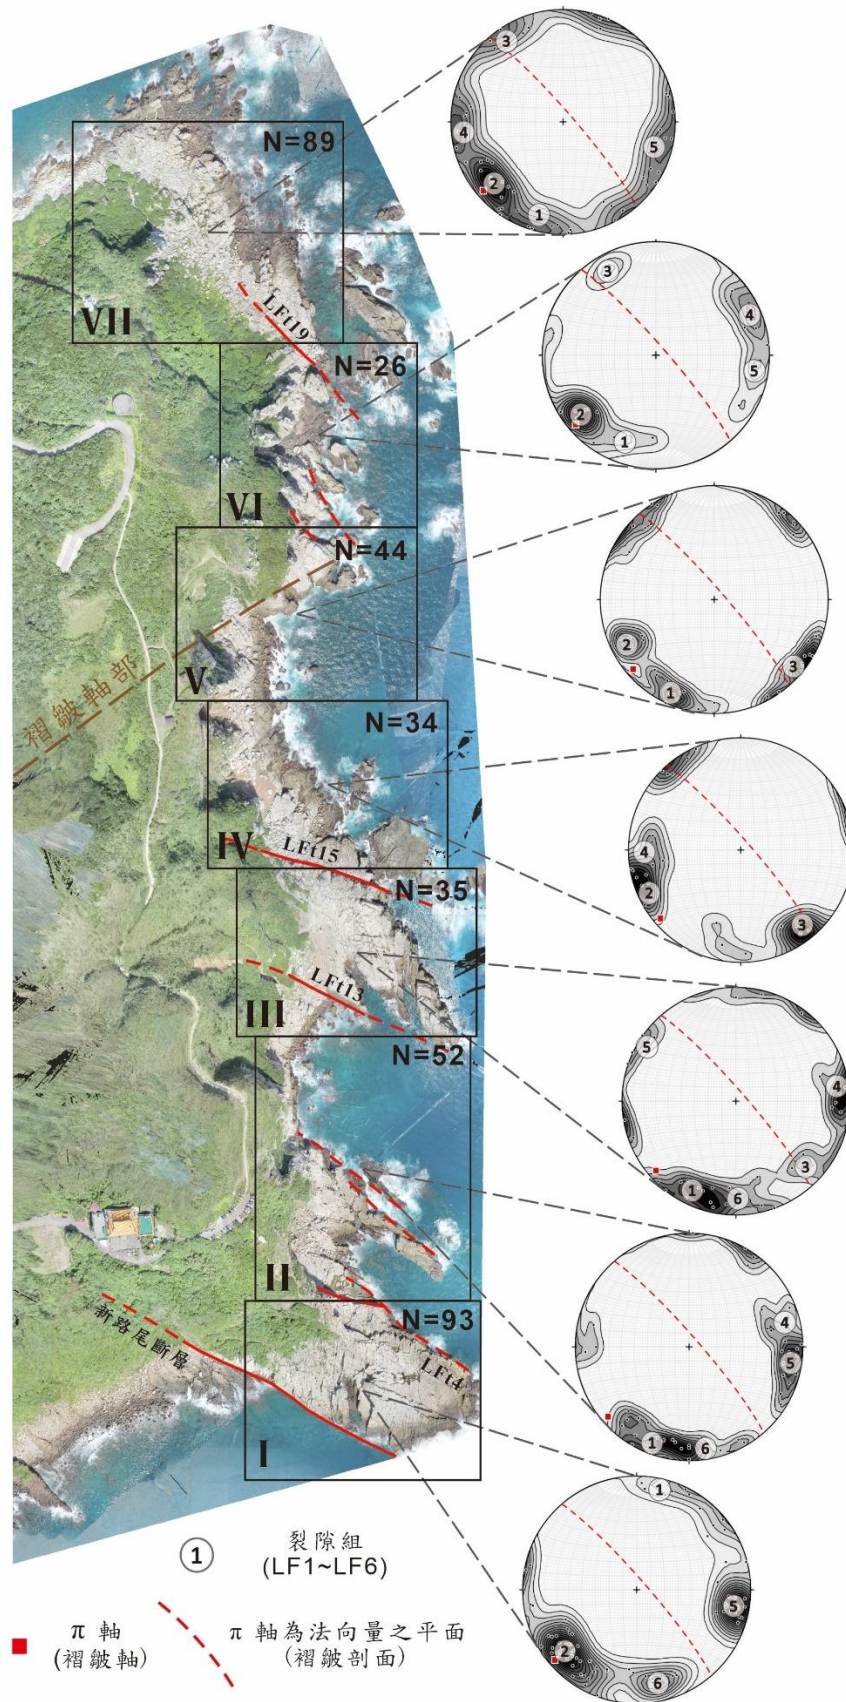 N=89
VII
LFt19
N=26
VI
N=44
V
褶皺軸部
N=34
IV
LFt15
N=35
III
LFt13
N=52
II
N=93
LFt4
新路尾斷層
I
3
4
5
2
1
3
4
5
2
1
2
3
1
4
2
3
5
4
3
1
6
4
5
1
6
1
5
2
6
1
裂隙組
(LF1~LF6)
π 軸
(褶皺軸)
π 軸為法向量之平面
(褶皺剖面)